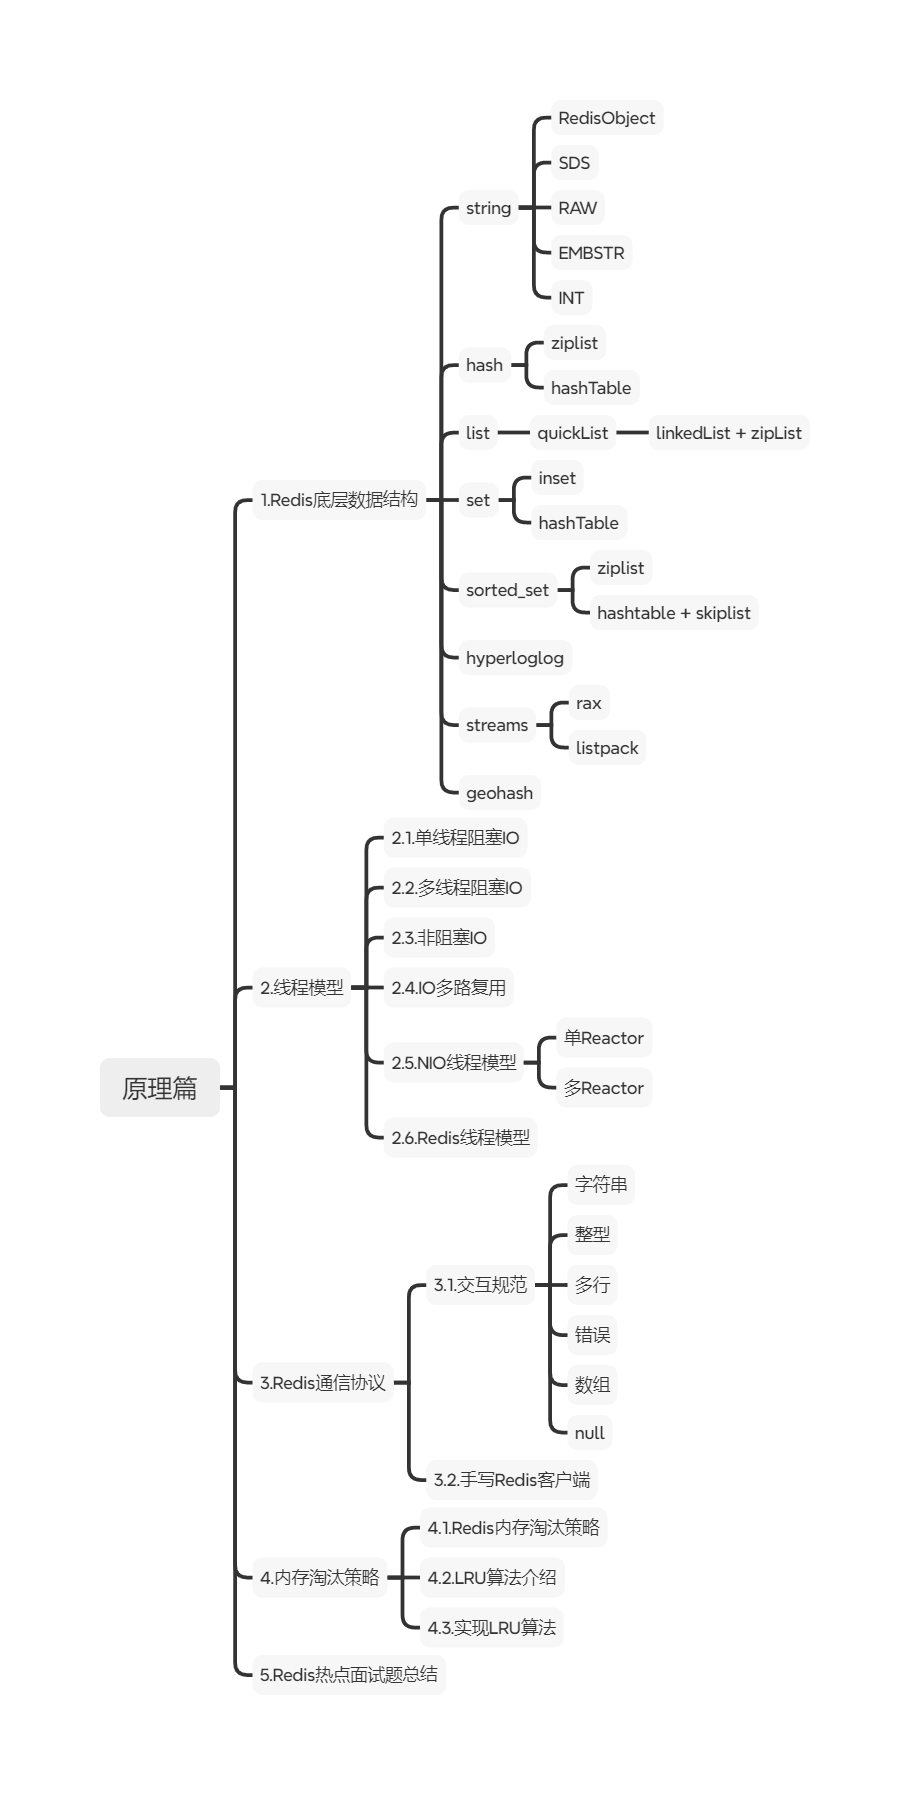 原理篇
1.Redis底层数据结构
string
RedisObject
SDS
RAW
EMBSTR
INT
hash
ziplist
hashTable
list
quickList
linkedList + zipList
set
inset
hashTable
sorted_set
ziplist
hashtable + skiplist
hyperloglog
streams
rax
listpack
geohash
2.线程模型
2.1.单线程阻塞IO
2.2.多线程阻塞IO
2.3.非阻塞IO
2.4.IO多路复用
2.5.NIO线程模型
单Reactor
多Reactor
2.6.Redis线程模型
3.Redis通信协议
3.1.交互规范
字符串
整型
多行
错误
数组
null
3.2.手写Redis客户端
4.内存淘汰策略
4.1.Redis内存淘汰策略
4.2.LRU算法介绍
4.3.实现LRU算法
5.Redis热点面试题总结